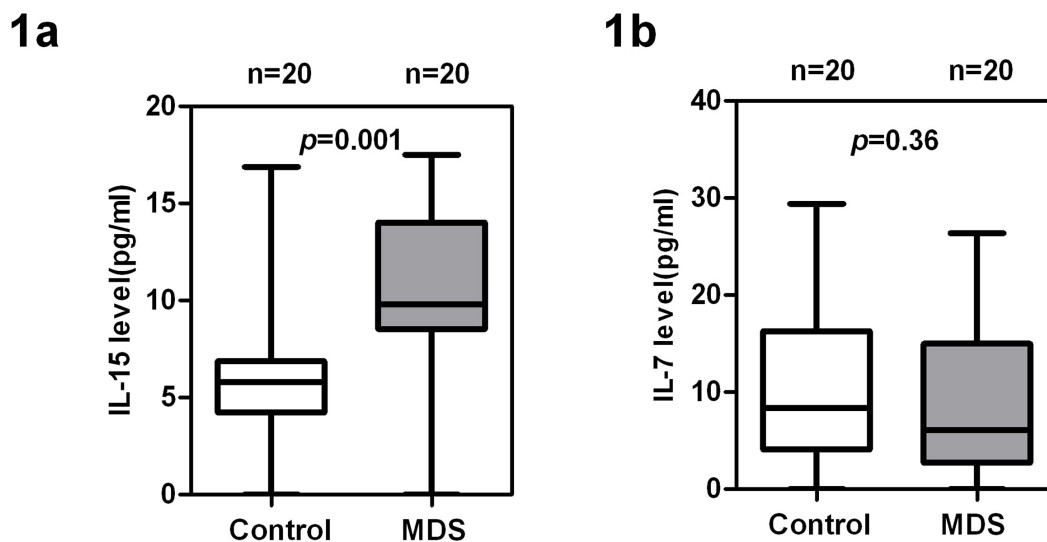 1a
n=20 n=20
p=0.001
IL-15 level(pg/ml)
20
15
10
5
0
Control MDS
1b
n=20 n=20
p=0.36
IL-7 level(pg/ml)
40
30
20
10
0
Control MDS